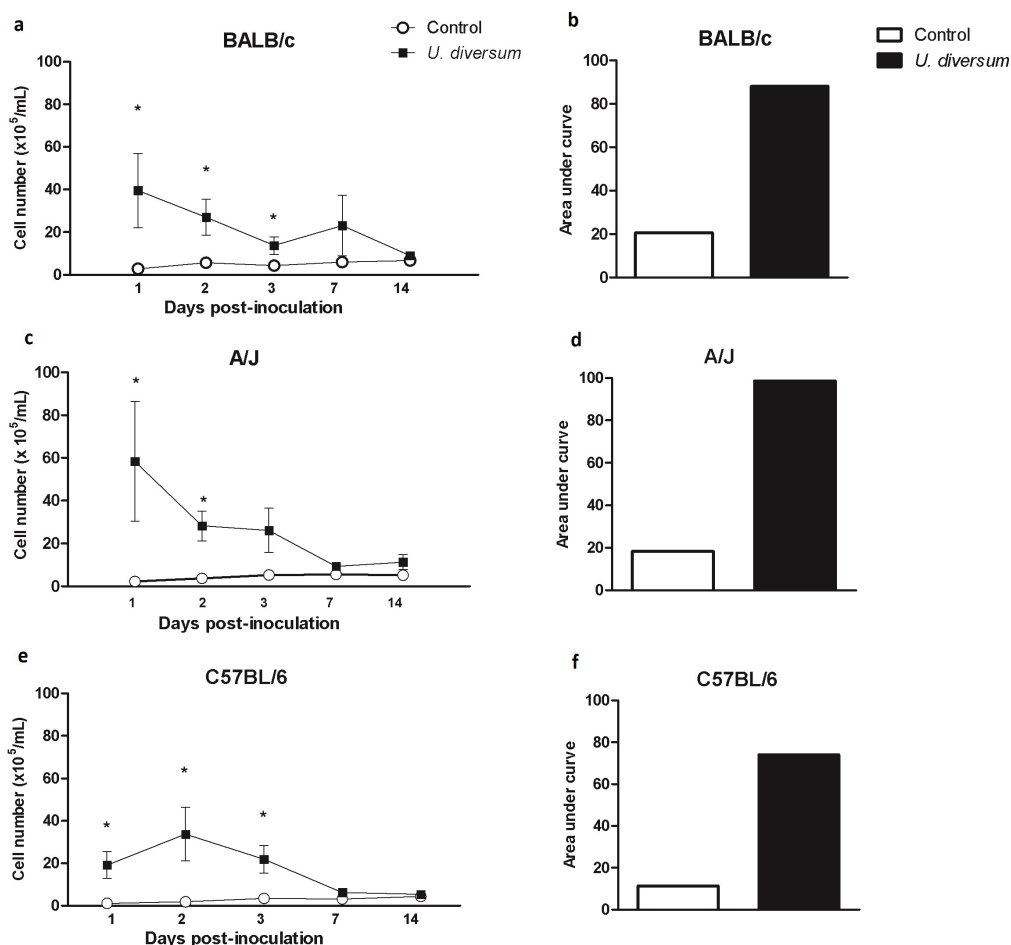 a
BALB/c
Control
U. diversum
Cell number (x10⁵/mL)
100
80
60
40
20
0
*
*
*
1 2 3 7 14
Days post-inoculation
b
BALB/c
Control
U. diversum
Area under curve
100
80
60
40
20
0
c
A/J
Cell number (x 10⁵/mL)
100
80
60
40
20
0
*
*
1 2 3 7 14
Days post-inoculation
d
A/J
Area under curve
100
80
60
40
20
0
e
C57BL/6
Cell number (x10⁵/mL)
100
80
60
40
20
0
*
*
*
1 2 3 7 14
Days post-inoculation
f
C57BL/6
Area under curve
100
80
60
40
20
0